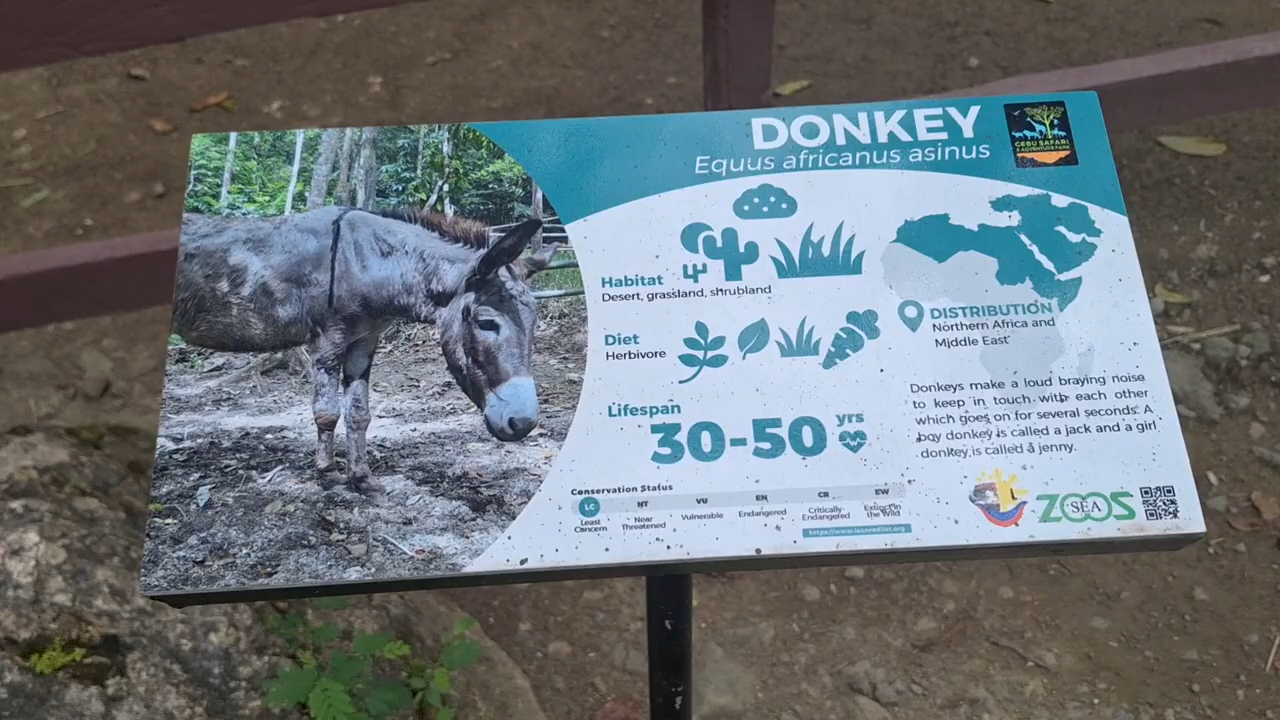 DONKEY
Equus africanus asinus
CEBU SAFARI
& ADVENTURE PARK
Habitat
Desert, grassland, shrubland
Diet
Herbivore
Lifespan
30-50 yrs
DISTRIBUTION
Northern Africa and
Middle East
Donkeys make a loud braying noise
to keep in touch with each other
which goes on for several seconds. A
boy donkey is called a jack and a girl
donkey is called a jenny.
Conservation Status
LC NT VU EN CR EW
Least Concern
Near Threatened
Vulnerable
Endangered
Critically Endangered
Extinct in the Wild
https://www.iucnredlist.org
SEA
ZOOS